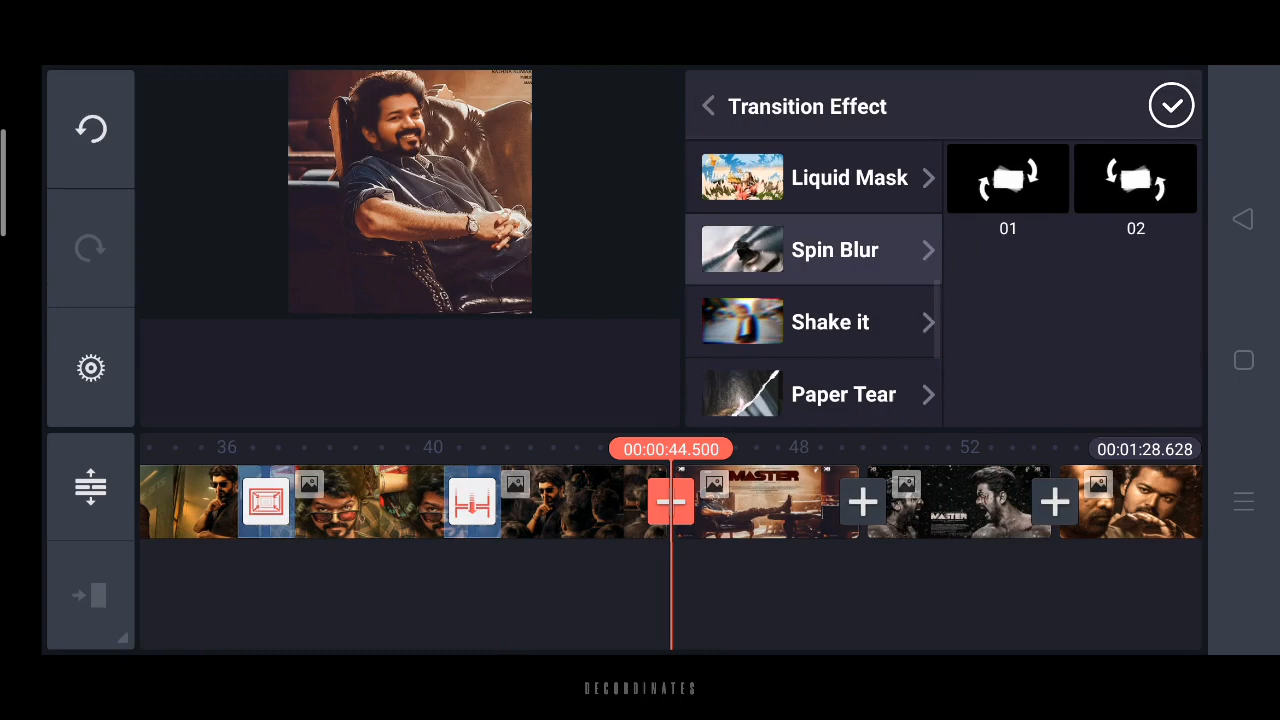 Transition Effect
Liquid Mask
Spin Blur
Shake it
Paper Tear
01
02
36
40
00:00:44.500
48
52
00:01:28.628
MASTER
MASTER
DECORDINATES